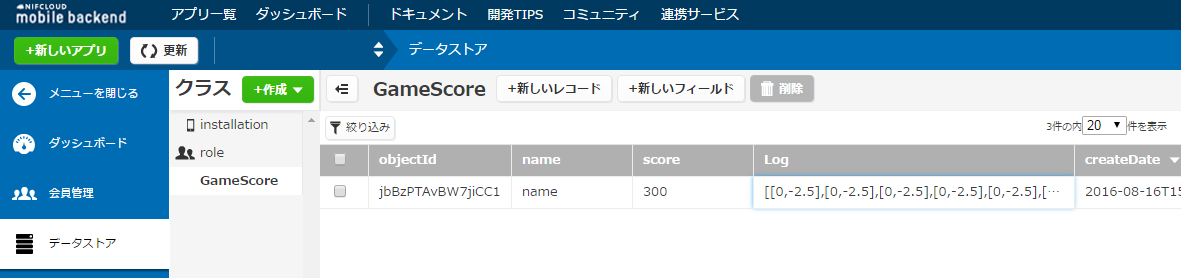 NIFCLOUD
mobile backend アプリ一覧 ダッシュボード ドキュメント 開発TIPS コミュニティ 連携サービス
+新しいアプリ 更新 データストア
メニューを閉じる クラス +作成 GameScore +新しいレコード +新しいフィールド 削除
installation 絞り込み 3件の内 20 件を表示
ダッシュボード role objectId name score Log createDate
会員管理 GameScore jbBzPTAvBW7jiCC1 name 300 [[0,-2.5],[0,-2.5],[0,-2.5],[0,-2.5],[0,-2.5],[… 2016-08-16T15
データストア